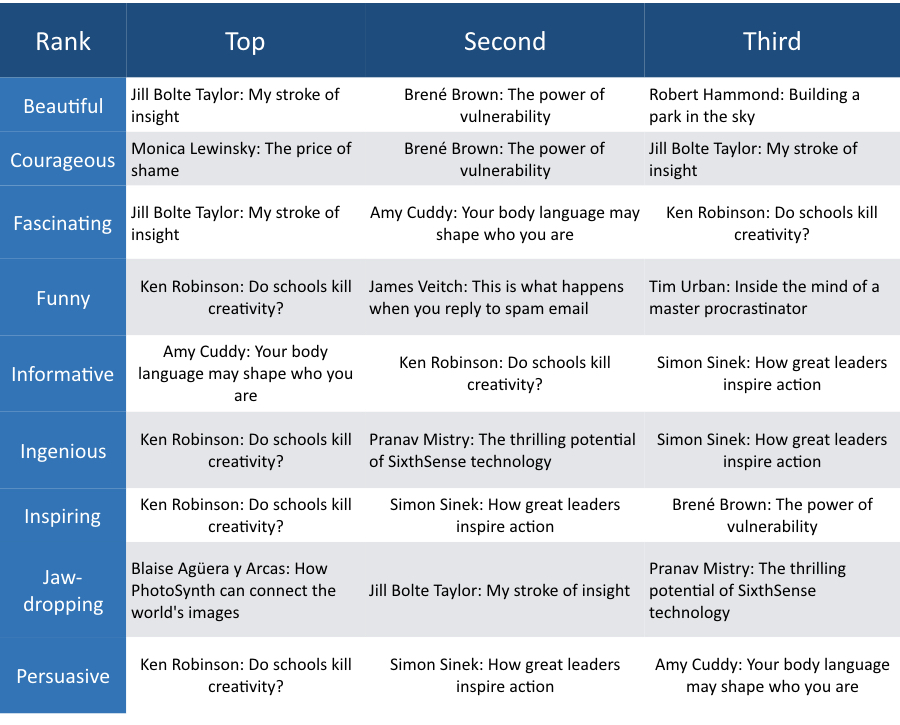 Rank Top Second Third
Beautiful
Jill Bolte Taylor: My stroke of
insight
Brené Brown: The power of
vulnerability
Robert Hammond: Building a
park in the sky
Courageous
Monica Lewinsky: The price of
shame
Brené Brown: The power of
vulnerability
Jill Bolte Taylor: My stroke of
insight
Fascinating
Jill Bolte Taylor: My stroke of
insight
Amy Cuddy: Your body language may
shape who you are
Ken Robinson: Do schools kill
creativity?
Funny
Ken Robinson: Do schools kill
creativity?
James Veitch: This is what happens
when you reply to spam email
Tim Urban: Inside the mind of a
master procrastinator
Informative
Amy Cuddy: Your body
language may shape who you
are
Ken Robinson: Do schools kill
creativity?
Simon Sinek: How great leaders
inspire action
Ingenious
Ken Robinson: Do schools kill
creativity?
Pranav Mistry: The thrilling potential
of SixthSense technology
Simon Sinek: How great leaders
inspire action
Inspiring
Ken Robinson: Do schools kill
creativity?
Simon Sinek: How great leaders
inspire action
Brené Brown: The power of
vulnerability
Jaw-
dropping
Blaise Agüera y Arcas: How
PhotoSynth can connect the
world's images
Jill Bolte Taylor: My stroke of insight
Pranav Mistry: The thrilling
potential of SixthSense
technology
Persuasive
Ken Robinson: Do schools kill
creativity?
Simon Sinek: How great leaders
inspire action
Amy Cuddy: Your body language
may shape who you are